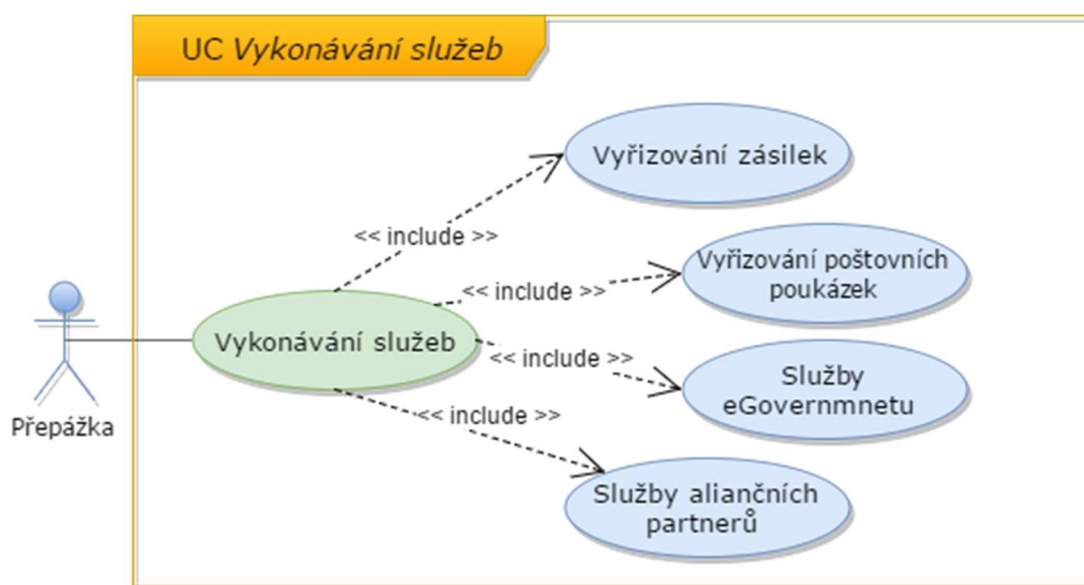 UC Vykonávání služeb
Vyřizování zásilek
<< include >>
Vyřizování poštovních
poukázek
<< include >>
Vykonávání služeb
<< include >>
Služby
eGovernmnetu
Přepážka
<< include >>
Služby aliančních
partnerů